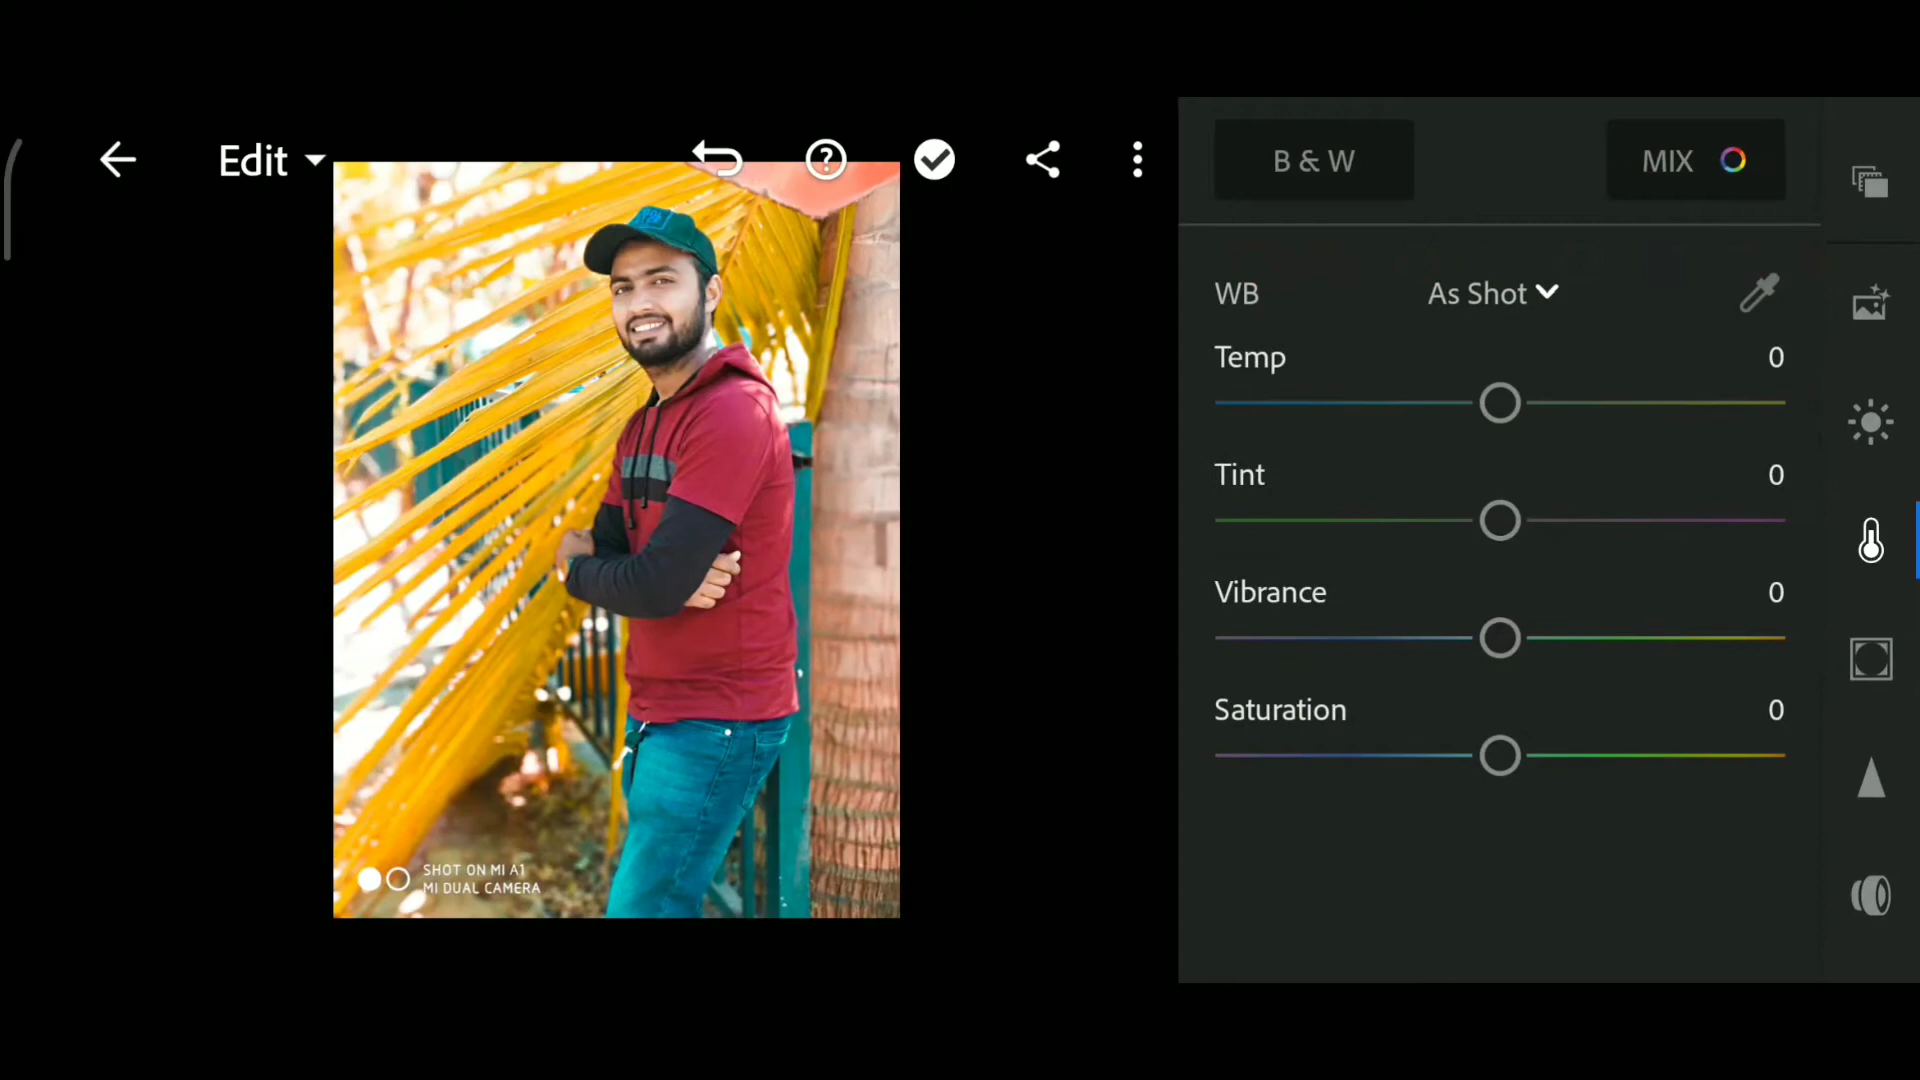 Edit
B & W
MIX
WB
As Shot
Temp
0
Tint
0
Vibrance
0
Saturation
0
SHOT ON MI A1
MI DUAL CAMERA